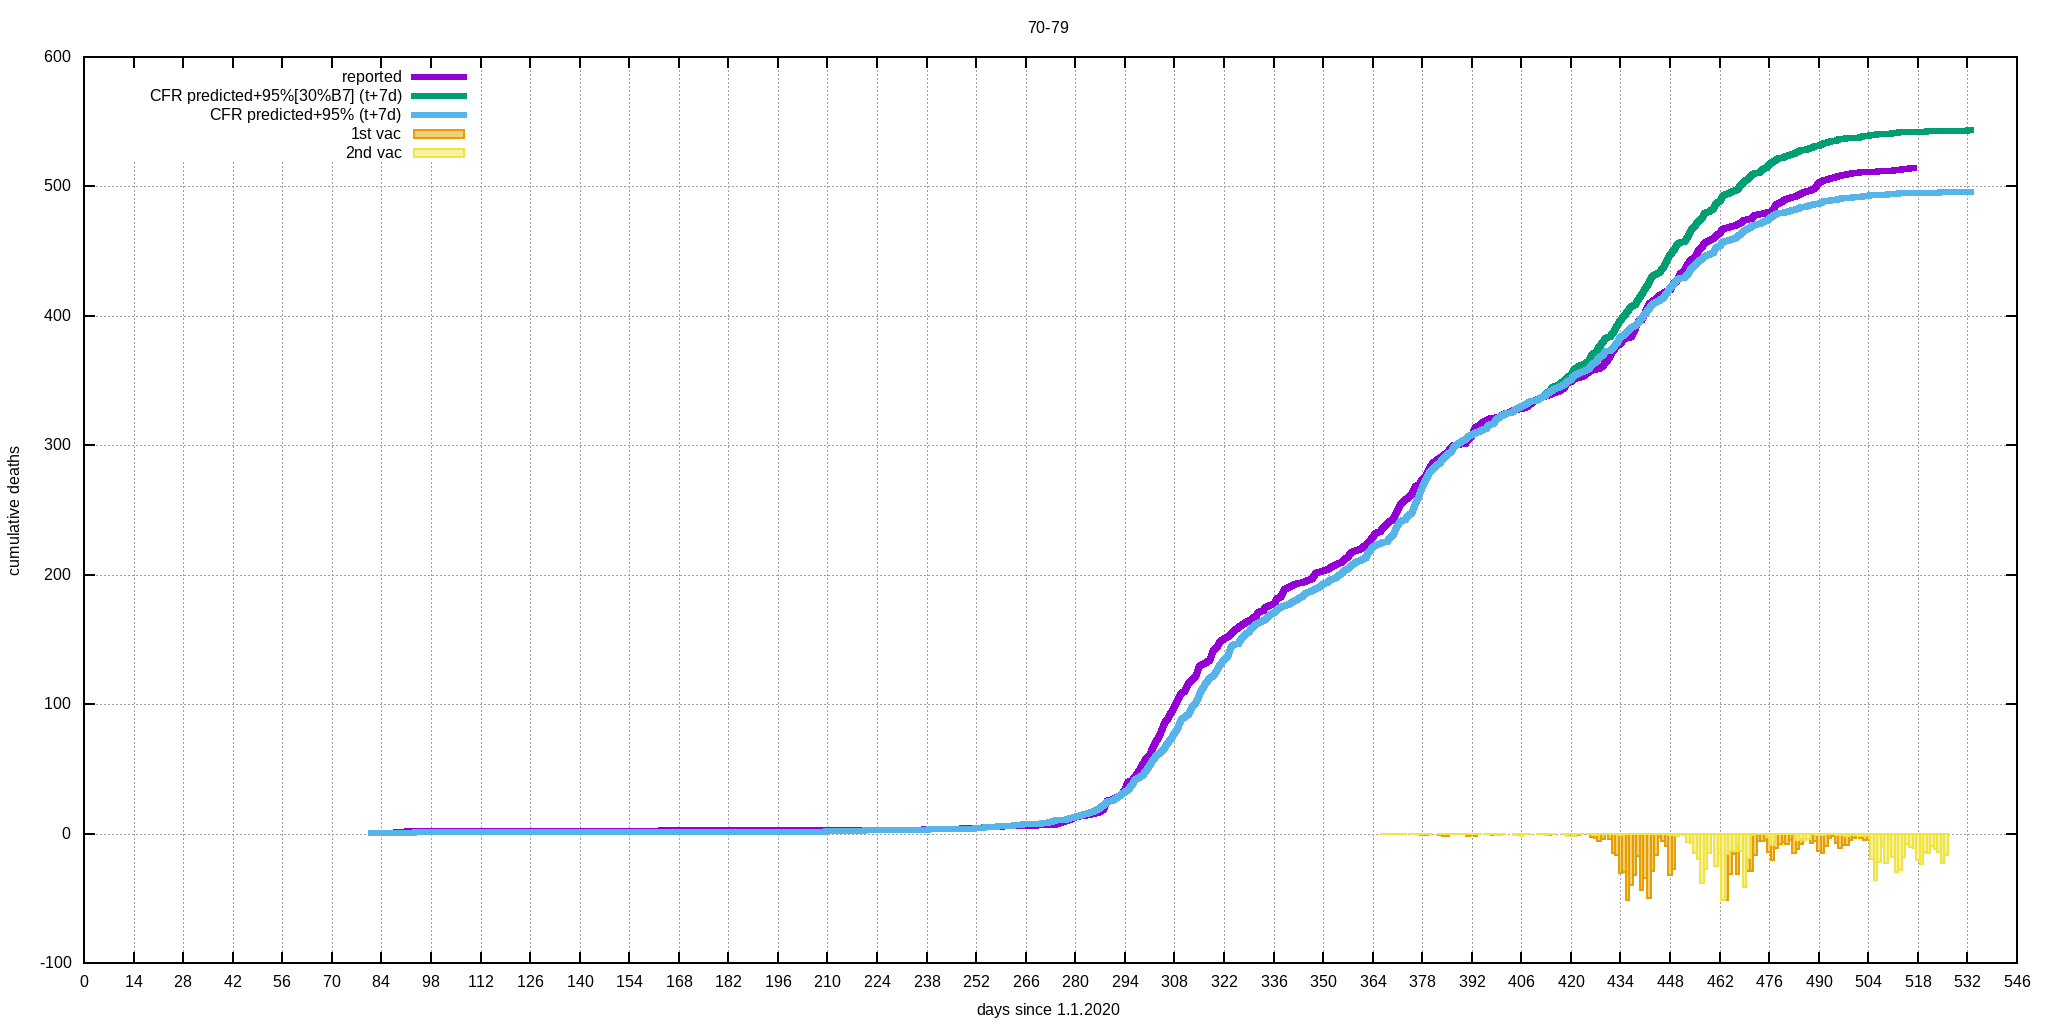 70-79
600
500
400
300
200
100
0
-100
cumulative deaths
reported
CFR predicted+95%[30%B7] (t+7d)
CFR predicted+95% (t+7d)
1st vac
2nd vac
0 14 28 42 56 70 84 98 112 126 140 154 168 182 196 210 224 238 252 266 280 294 308 322 336 350 364 378 392 406 420 434 448 462 476 490 504 518 532 546
days since 1.1.2020